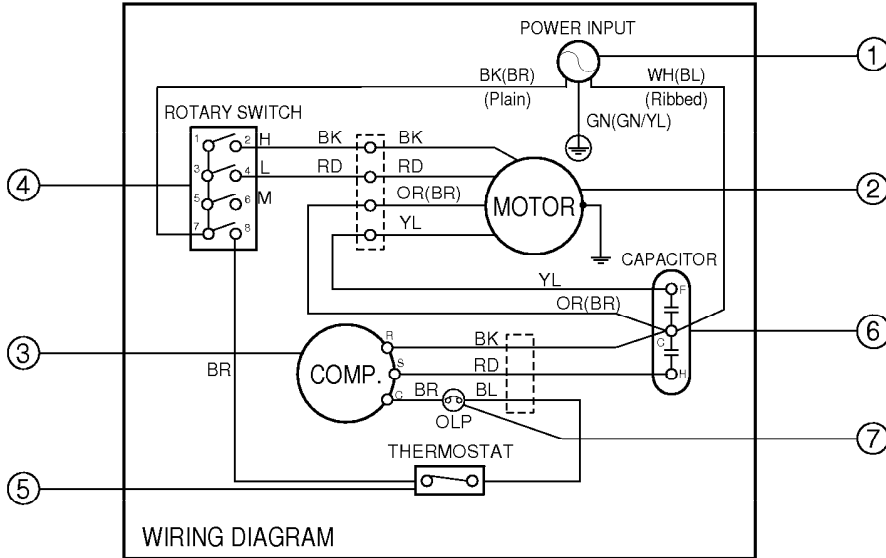 POWER INPUT
1
BK(BR)
WH(BL)
(Plain)
(Ribbed)
GN(GN/YL)
ROTARY SWITCH
1
2
H
BK
BK
3
4
L
RD
RD
4
5
6
M
OR(BR)
2
MOTOR
7
8
YL
CAPACITOR
YL
F
OR(BR)
6
C
3
R
BK
BR
COMP.
S
RD
H
C
BR
BL
OLP
7
THERMOSTAT
5
WIRING DIAGRAM